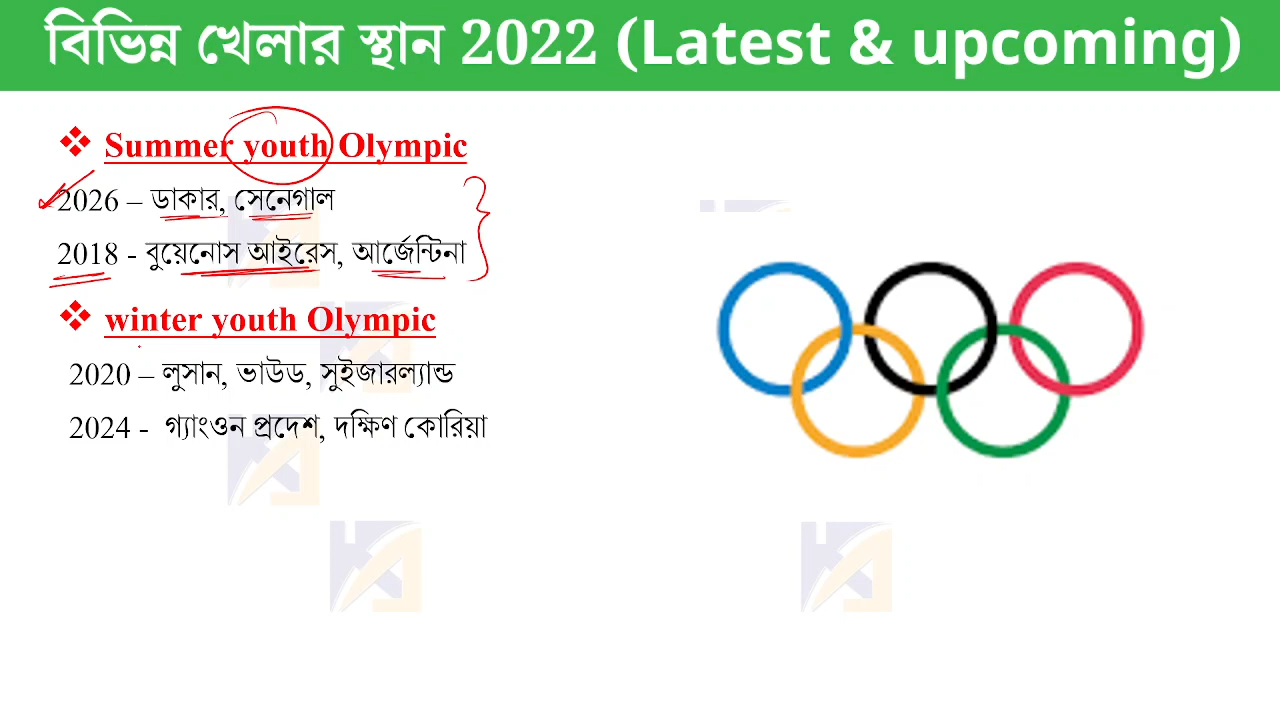 বিভিন্ন খেলার স্থান 2022 (Latest & upcoming)
Summer youth Olympic
2026 – ডাকার, সেনেগাল
2018 - বুয়েনোস আইরেস, আর্জেন্টিনা
winter youth Olympic
2020 – লুসান, ভাউড, সুইজারল্যান্ড
2024 - গ্যাংওন প্রদেশ, দক্ষিণ কোরিয়া